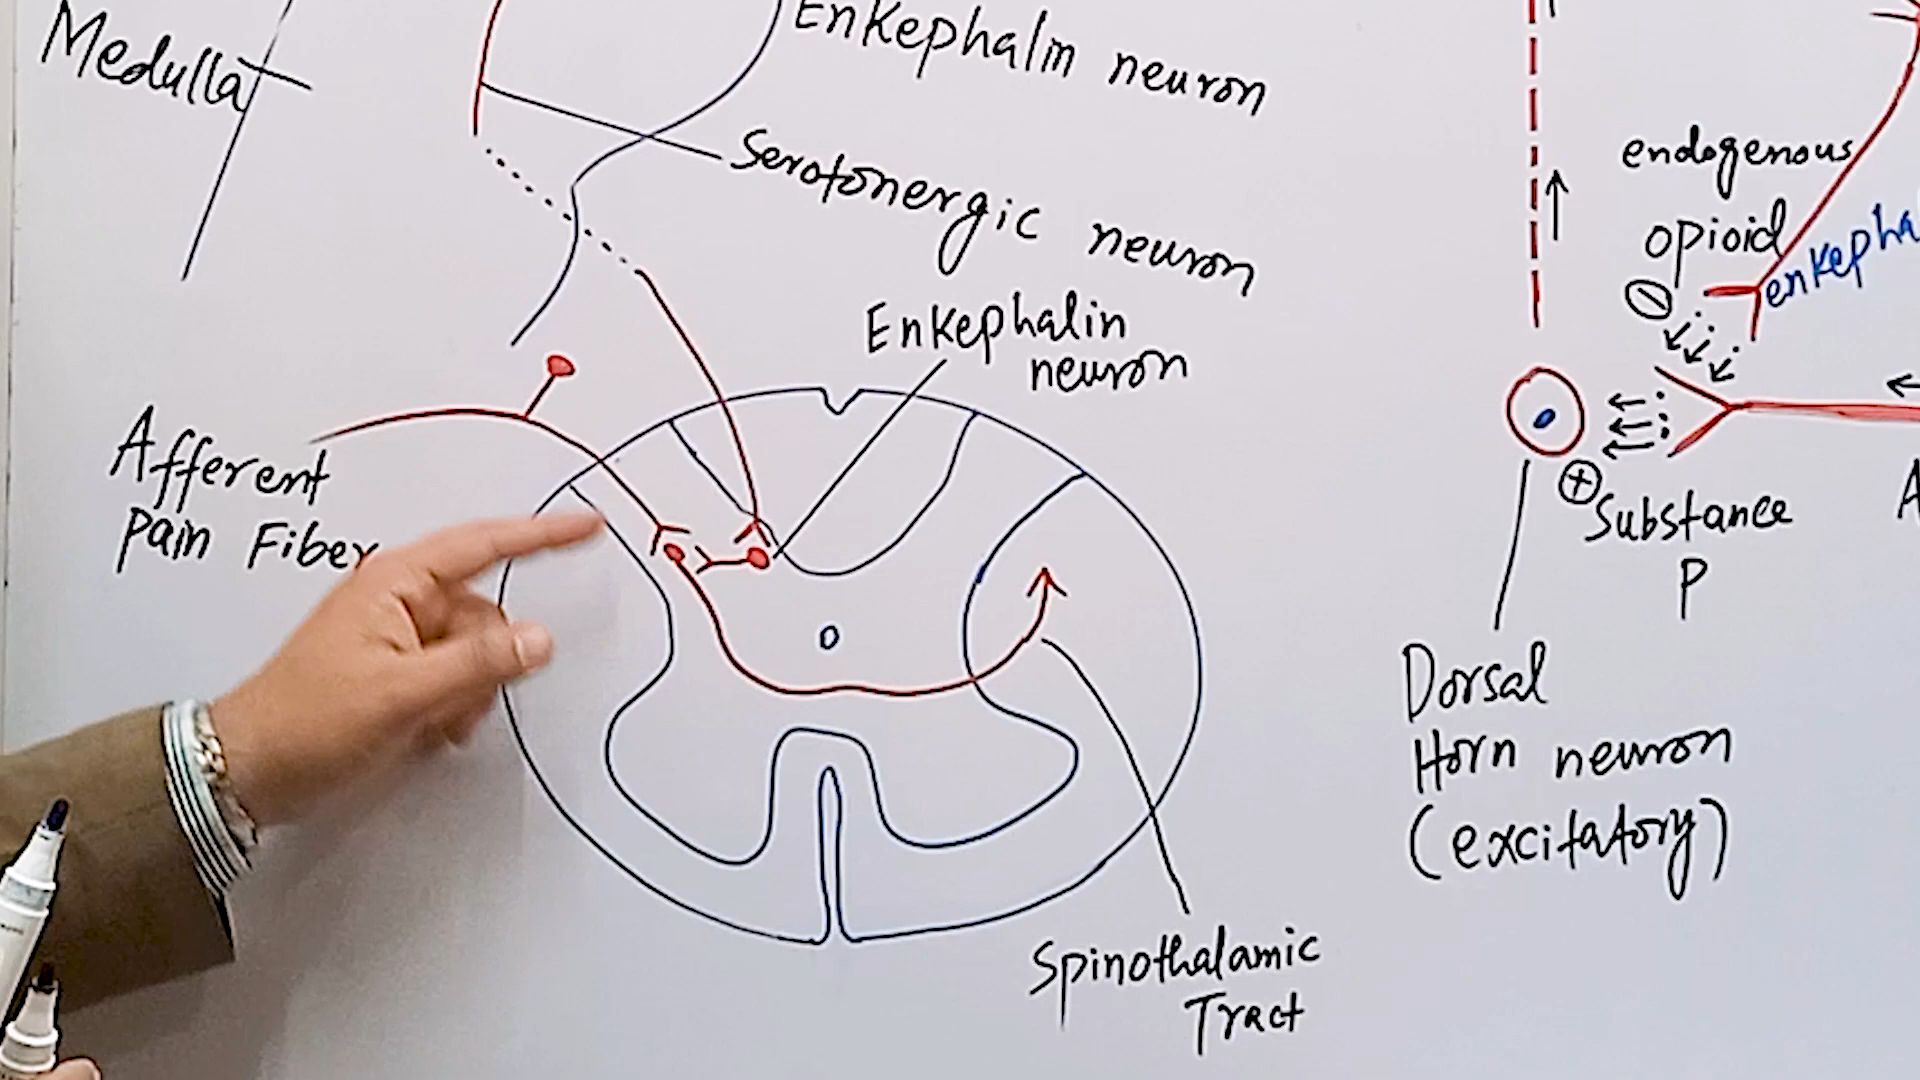 Medulla
Enkephalin neuron
Serotonergic neuron
Enkephalin
neuron
Afferent
Pain Fiber
Spinothalamic
Tract
endogenous
opioid
enkepha
Substance
P
A
Dorsal
Horn neuron
(excitatory)